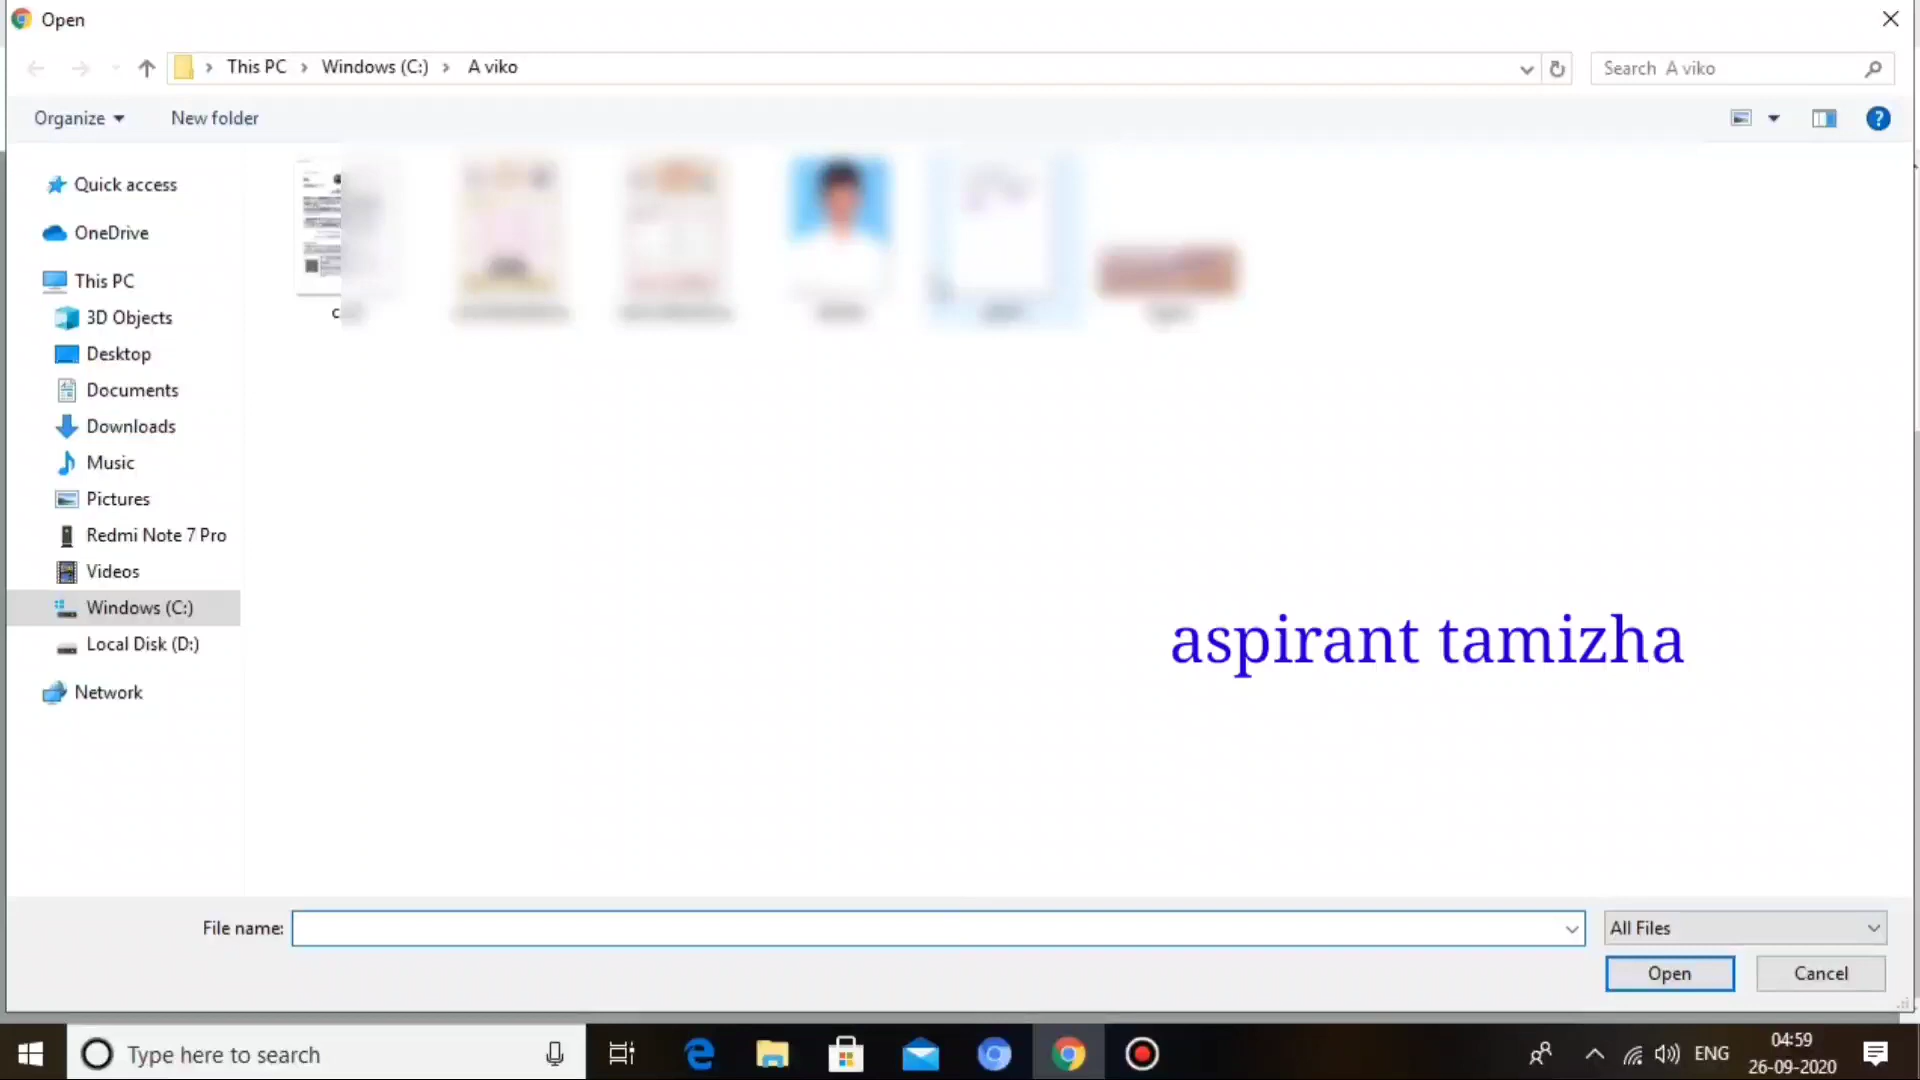 Open
This PC > Windows (C:) > A viko
Search A viko
Organize
New folder
Quick access
OneDrive
This PC
3D Objects
Desktop
Documents
Downloads
Music
Pictures
Redmi Note 7 Pro
Videos
Windows (C:)
Local Disk (D:)
Network
aspirant tamizha
File name:
All Files
Open
Cancel
Type here to search
ENG
04:59
26-09-2020